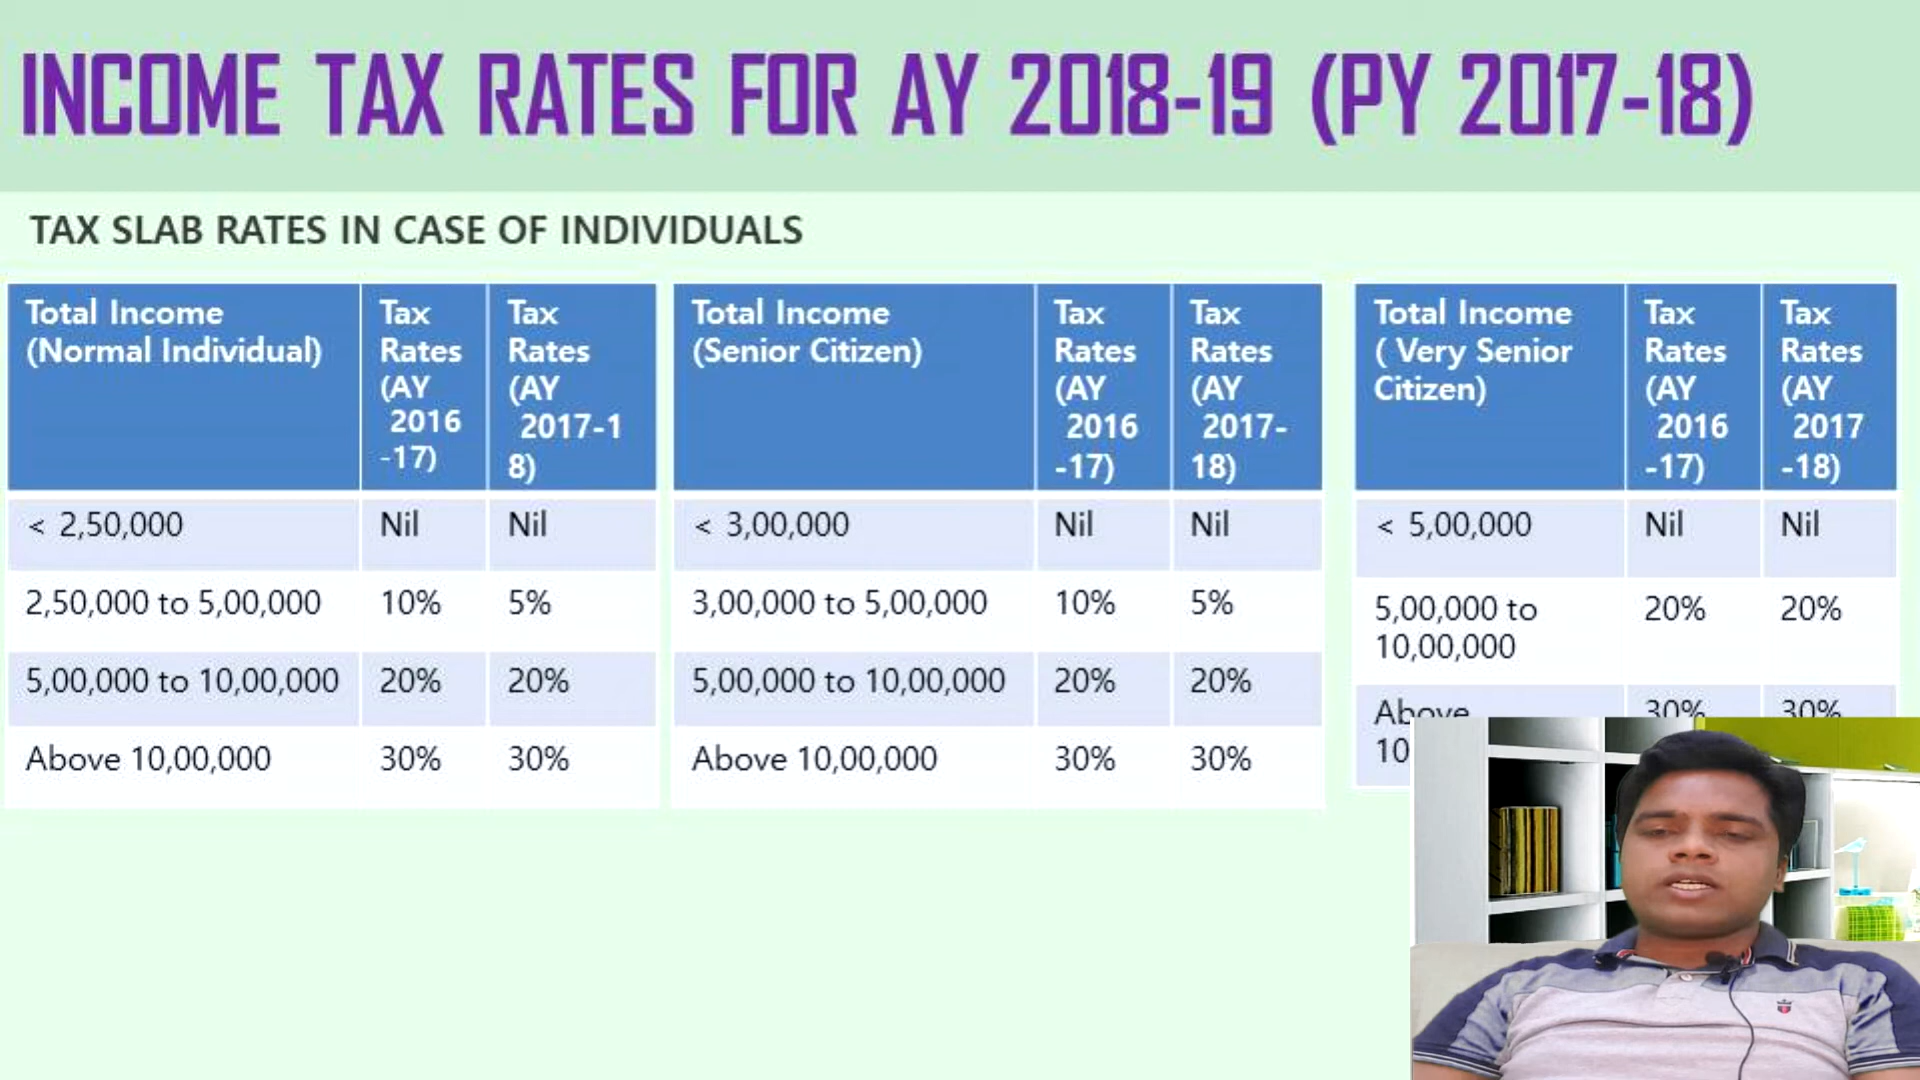 INCOME TAX RATES FOR AY 2018-19 (PY 2017-18)
TAX SLAB RATES IN CASE OF INDIVIDUALS
Total Income
(Normal Individual)
Tax
Rates
(AY
2016
-17)
Tax
Rates
(AY
2017-1
8)
< 2,50,000 Nil Nil
2,50,000 to 5,00,000 10% 5%
5,00,000 to 10,00,000 20% 20%
Above 10,00,000 30% 30%
Total Income
(Senior Citizen)
Tax
Rates
(AY
2016
-17)
Tax
Rates
(AY
2017-
18)
< 3,00,000 Nil Nil
3,00,000 to 5,00,000 10% 5%
5,00,000 to 10,00,000 20% 20%
Above 10,00,000 30% 30%
Total Income
( Very Senior
Citizen)
Tax
Rates
(AY
2016
-17)
Tax
Rates
(AY
2017
-18)
< 5,00,000 Nil Nil
5,00,000 to 20% 20%
10,00,000
Above 30% 30%
10